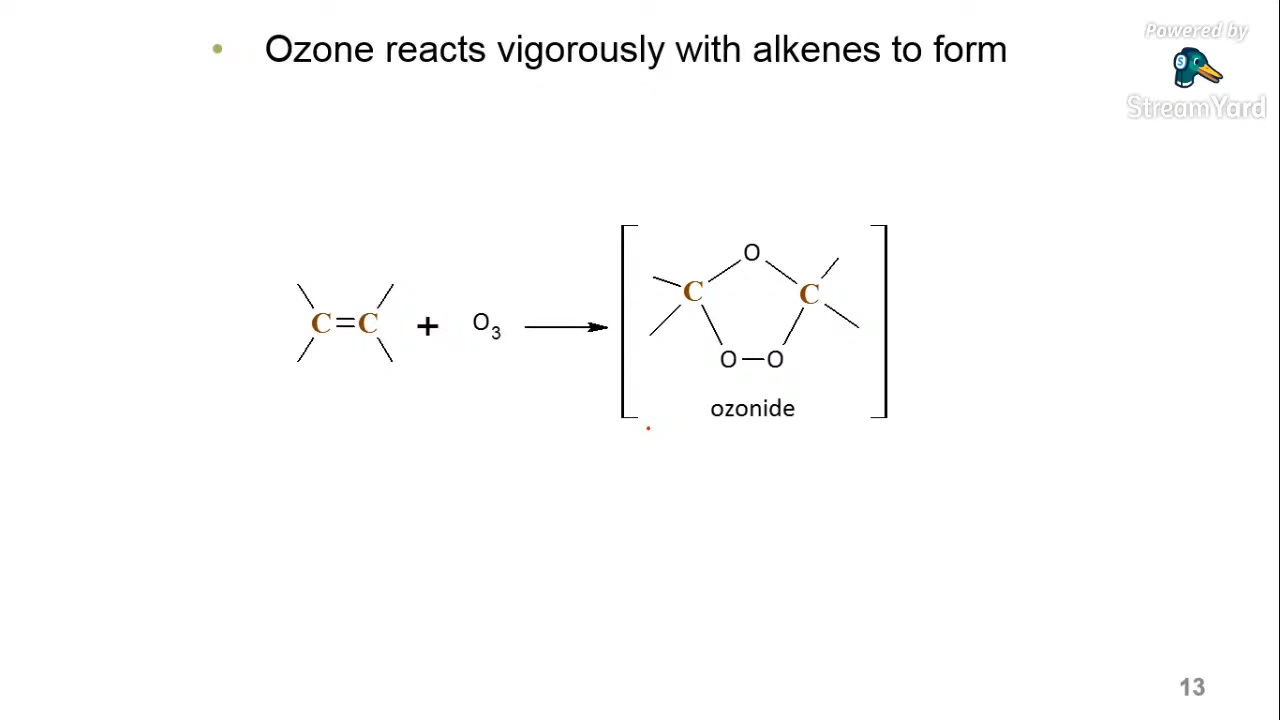 • Ozone reacts vigorously with alkenes to form
Powered by
StreamYard
C=C + O3
C O C
O—O
ozonide
13